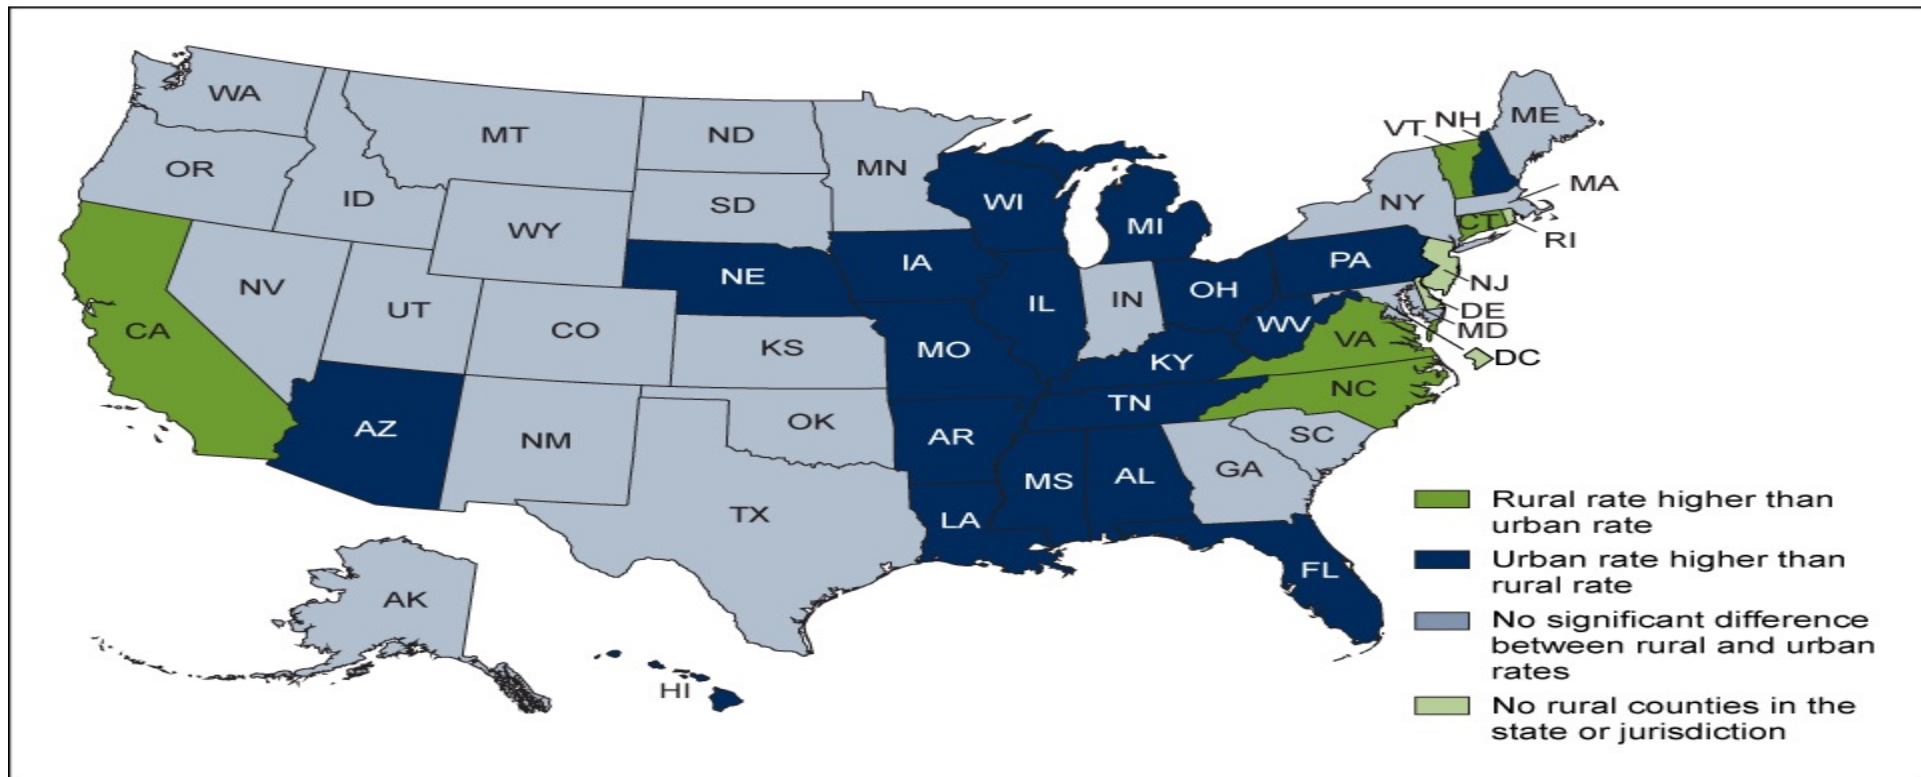 WA
MT
ND
MN
VT
NH
ME
OR
ID
SD
WI
MI
NY
MA
WY
CT
RI
NE
IA
PA
NJ
NV
UT
CO
IL
IN
OH
DE
MD
CA
KS
MO
KY
WV
VA
DC
AZ
NM
OK
AR
TN
NC
SC
TX
LA
MS
AL
GA
FL
AK
HI
Rural rate higher than
urban rate
Urban rate higher than
rural rate
No significant difference
between rural and urban
rates
No rural counties in the
state or jurisdiction